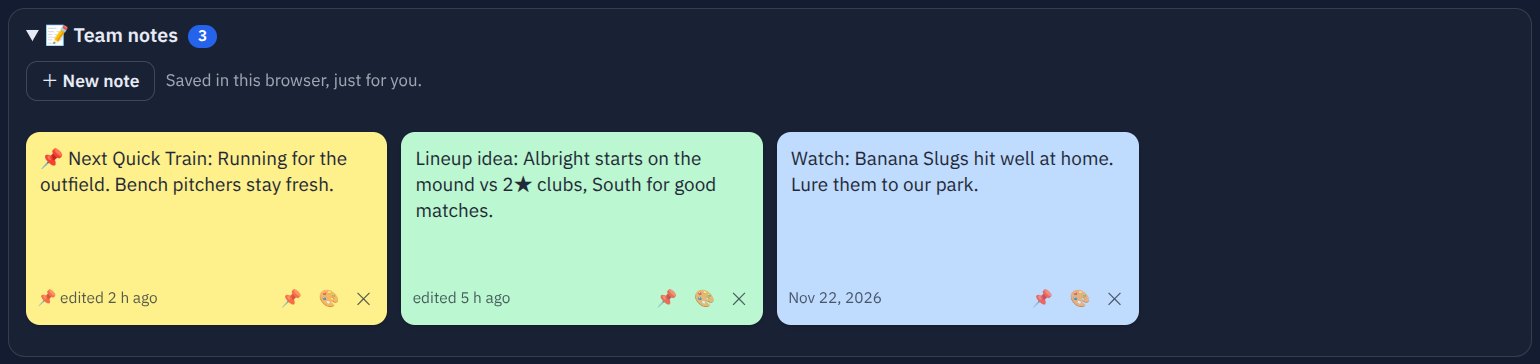 ▼ 📝 Team notes 3
+ New note Saved in this browser, just for you.
📌 Next Quick Train: Running for the
outfield. Bench pitchers stay fresh.
📌 edited 2 h ago 📌 🎨 ×
Lineup idea: Albright starts on the
mound vs 2★ clubs, South for good
matches.
edited 5 h ago 📌 🎨 ×
Watch: Banana Slugs hit well at home.
Lure them to our park.
Nov 22, 2026 📌 🎨 ×